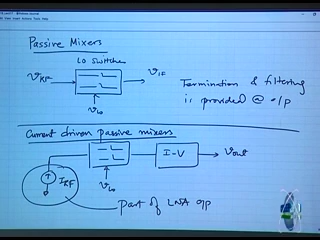 Passive Mixers
LO Switches
VRF
VIF
VLO
Termination & filtering
is provided @ o/p
Current driven passive mixers
IRF
I-V
Vout
VLO
part of LNA o/p